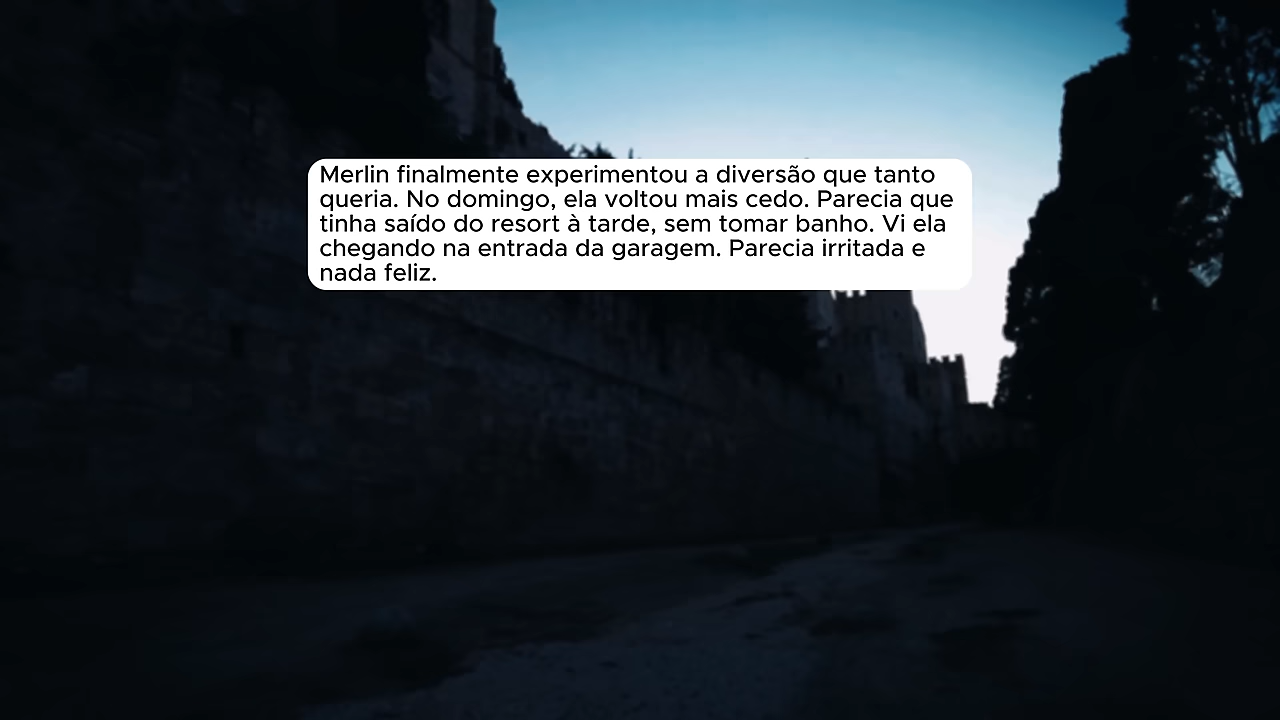 Merlin finalmente experimentou a diversão que tanto
queria. No domingo, ela voltou mais cedo. Parecia que
tinha saído do resort à tarde, sem tomar banho. Vi ela
chegando na entrada da garagem. Parecia irritada e
nada feliz.